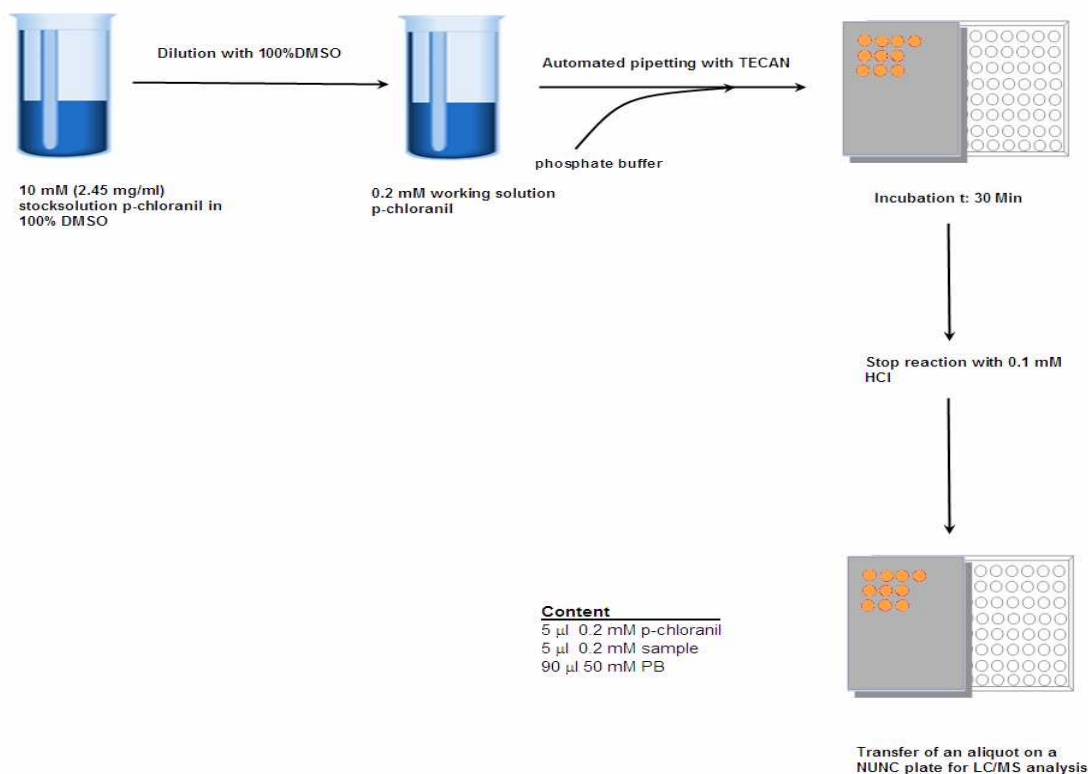 Dilution with 100%DMSO
Automated pipetting with TECAN
phosphate buffer
10 mM (2.45 mg/ml)
stocksolution p-chloranil in
100% DMSO
0.2 mM working solution
p-chloranil
Incubation t: 30 Min
Stop reaction with 0.1 mM
HCl
Content
5 µl 0.2 mM p-chloranil
5 µl 0.2 mM sample
90 µl 50 mM PB
Transfer of an aliquot on a
NUNC plate for LC/MS analysis